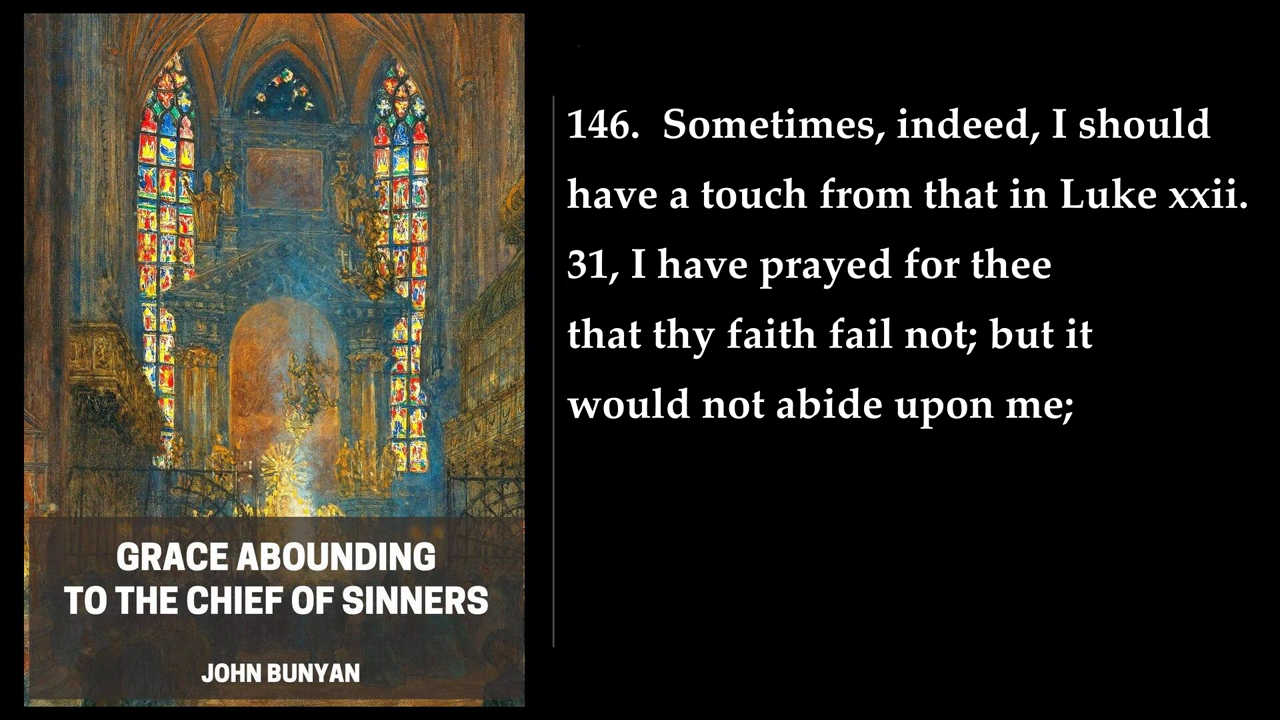 GRACE ABOUNDING
TO THE CHIEF OF SINNERS
JOHN BUNYAN
146. Sometimes, indeed, I should
have a touch from that in Luke xxii.
31, I have prayed for thee
that thy faith fail not; but it
would not abide upon me;